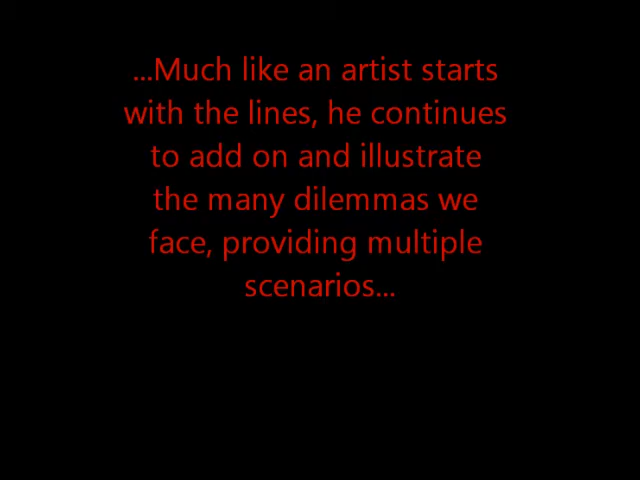 ...Much like an artist starts
with the lines, he continues
to add on and illustrate
the many dilemmas we
face, providing multiple
scenarios...